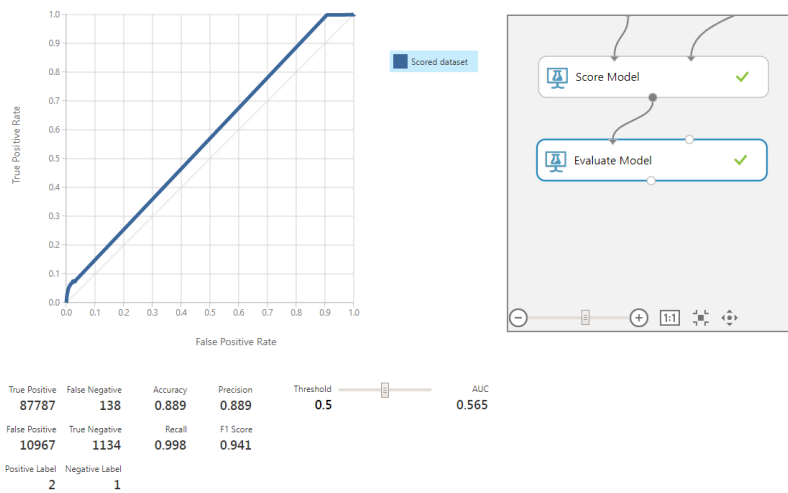 1.0
0.9
0.8
0.7
0.6
0.5
0.4
0.3
0.2
0.1
0.0
True Positive Rate
0.0 0.1 0.2 0.3 0.4 0.5 0.6 0.7 0.8 0.9 1.0
False Positive Rate
Scored dataset
Score Model
Evaluate Model
1:1
True Positive False Negative Accuracy Precision Threshold AUC
87787 138 0.889 0.889 0.5 0.565
False Positive True Negative Recall F1 Score
10967 1134 0.998 0.941
Positive Label Negative Label
2 1